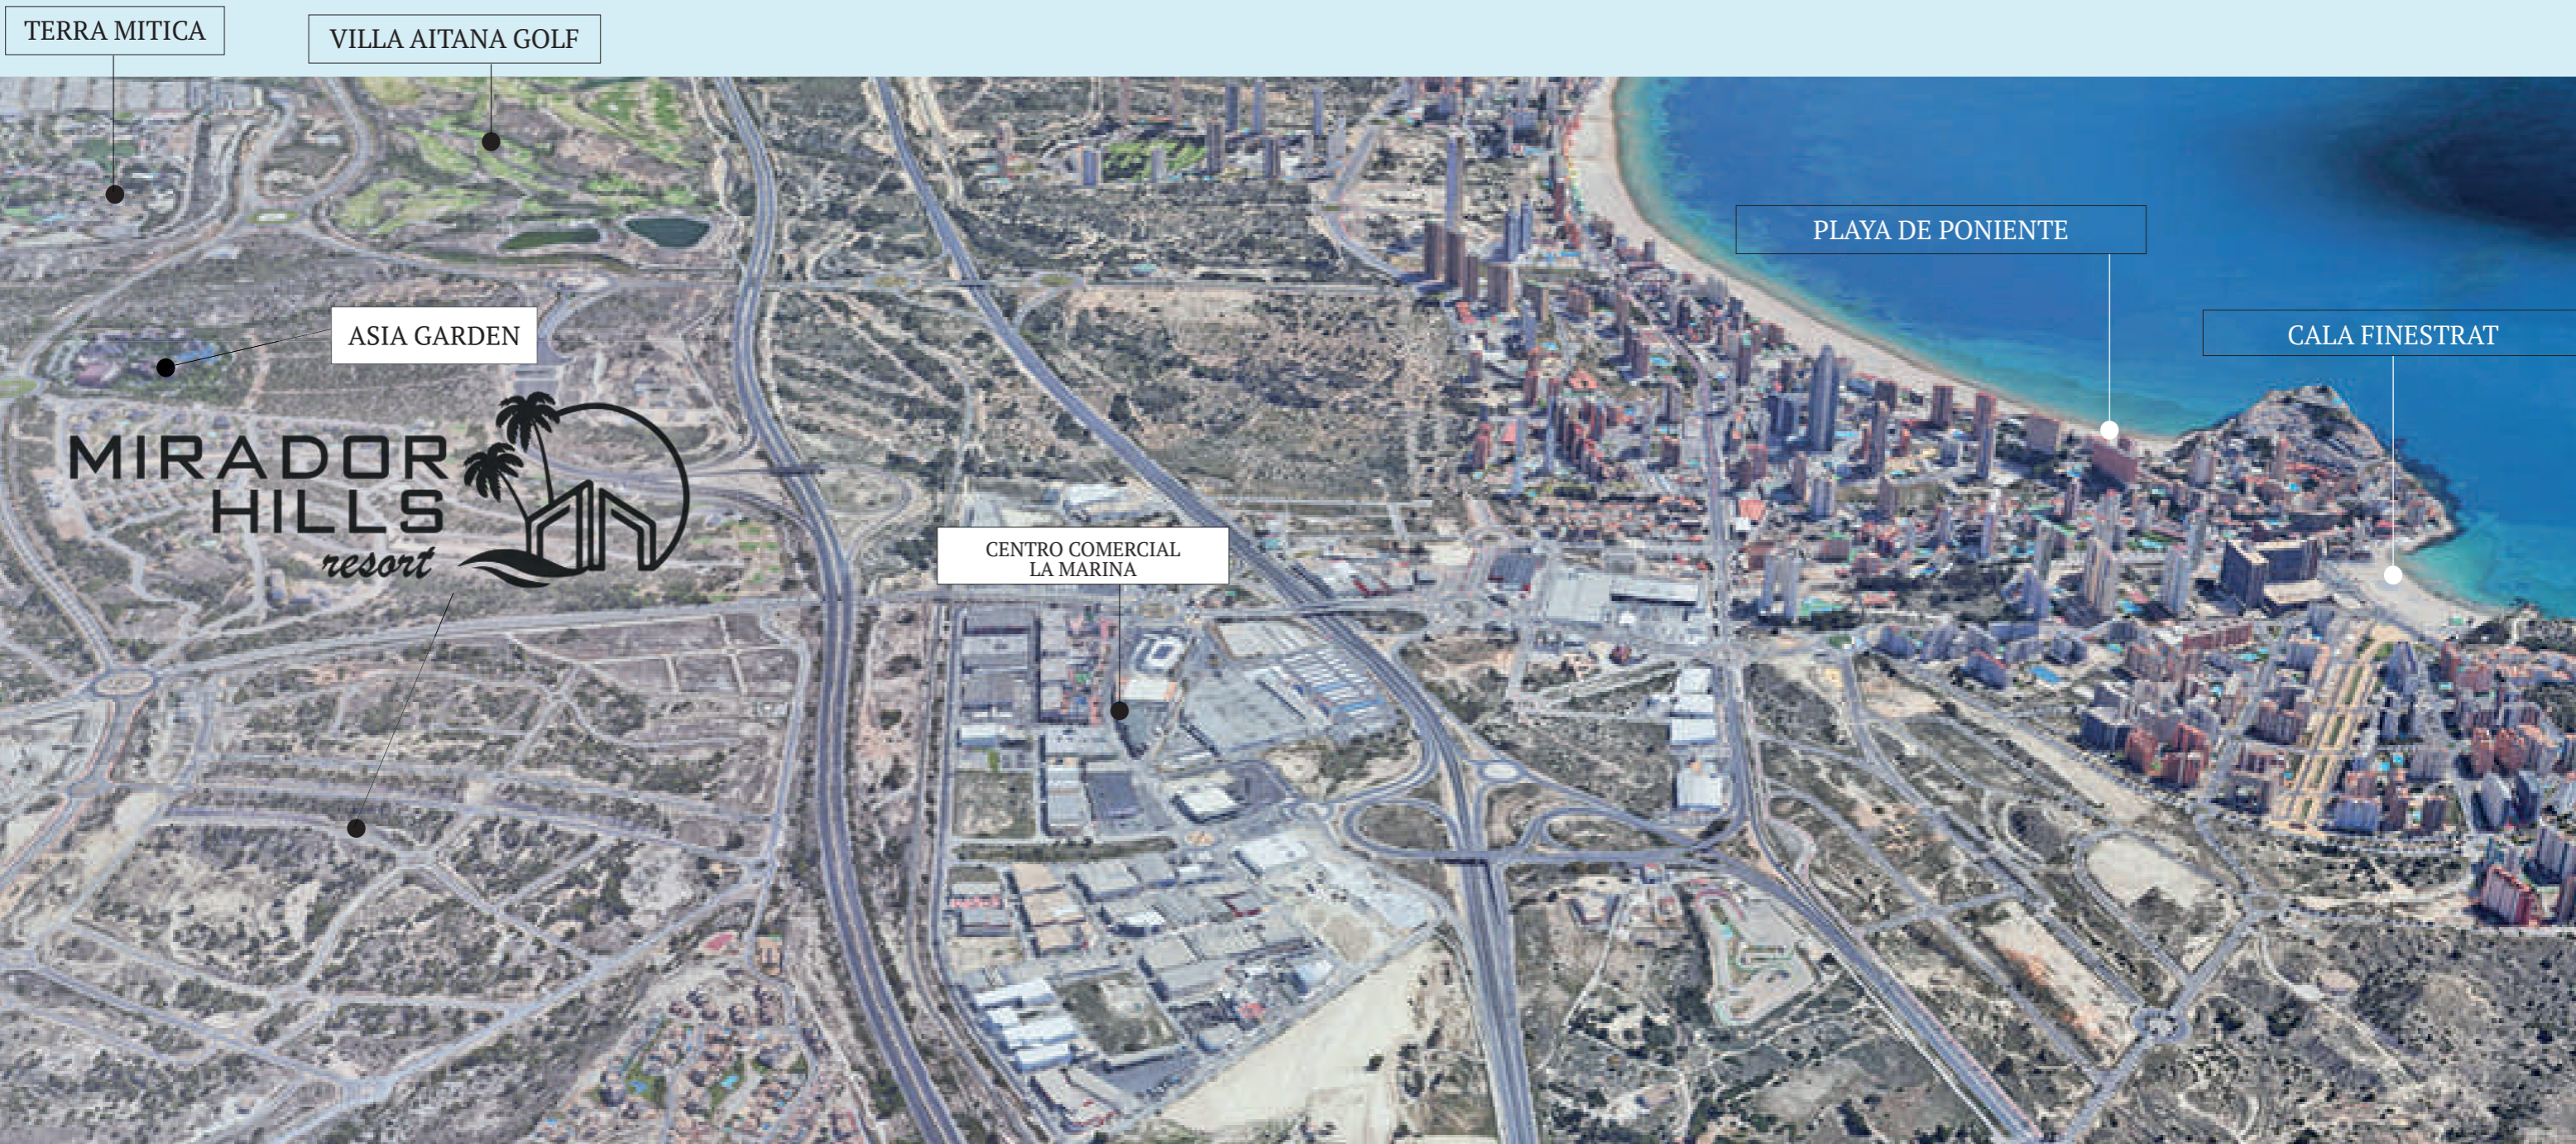 TERRA MITICA
VILLA AITANA GOLF
PLAYA DE PONIENTE
CALA FINESTRAT
ASIA GARDEN
MIRADOR
HILLS
resort
CENTRO COMERCIAL
LA MARINA